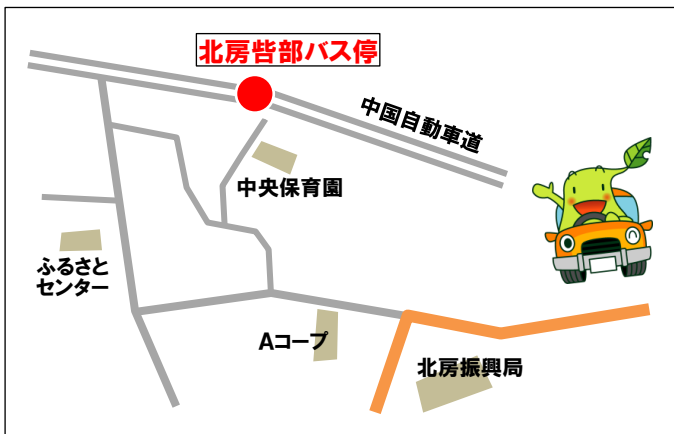 北房呰部バス停
中国自動車道
中央保育園
ふるさと
センター
Aコープ
北房振興局